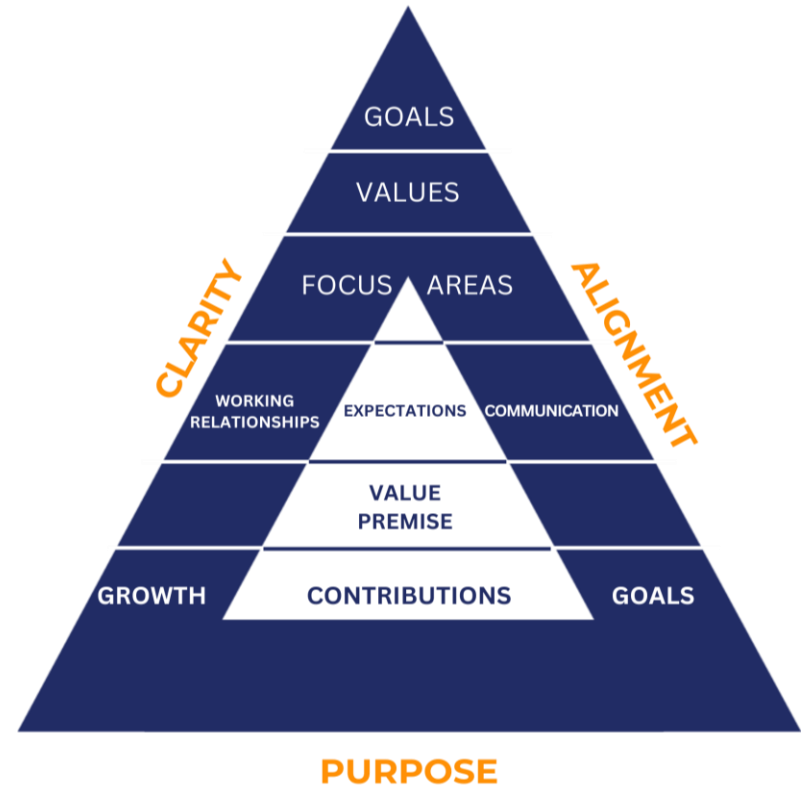 GOALS
VALUES
FOCUS AREAS
CLARITY
ALIGNMENT
WORKING
RELATIONSHIPS
EXPECTATIONS
COMMUNICATION
VALUE
PREMISE
GROWTH
CONTRIBUTIONS
GOALS
PURPOSE